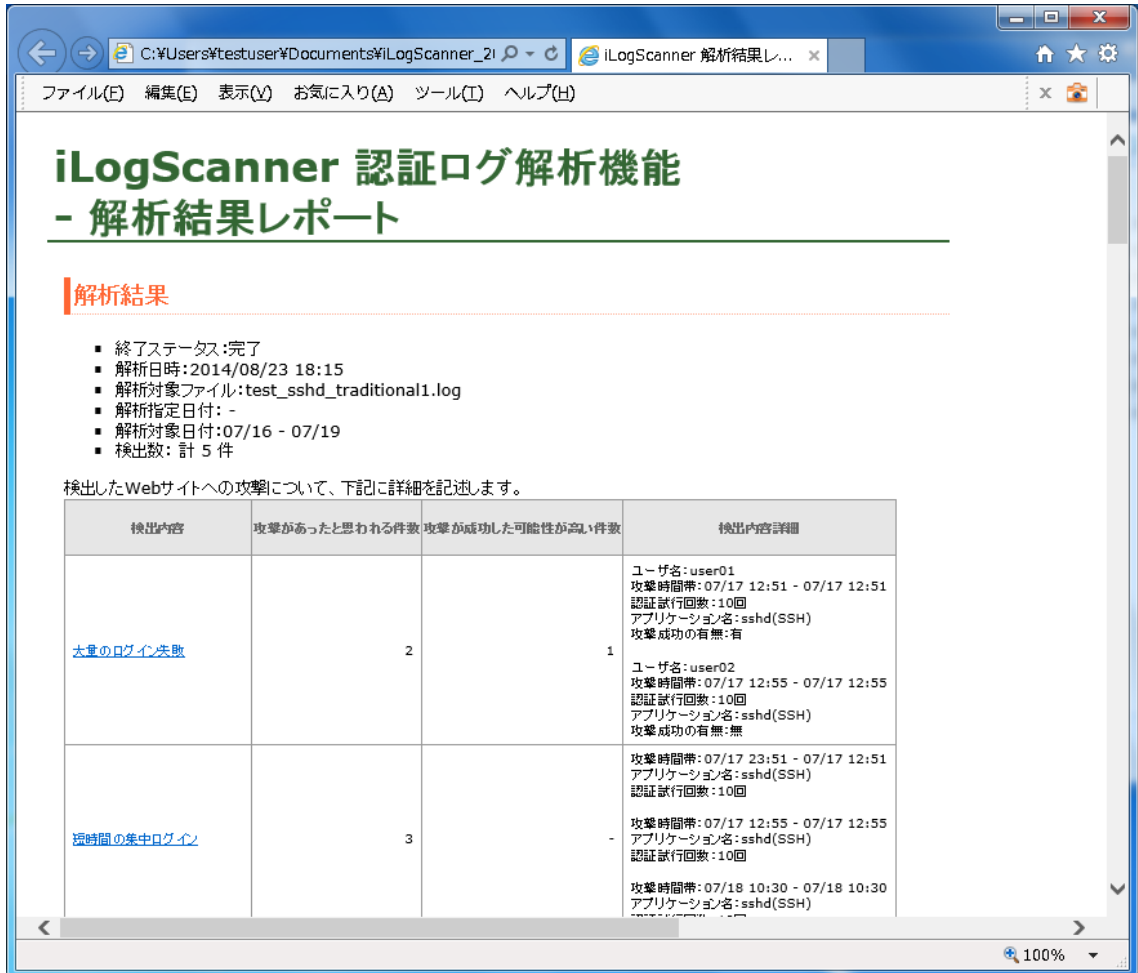 C:¥Users¥testuser¥Documents¥iLogScanner_2
iLogScanner 解析結果レ...
ファイル(F) 編集(E) 表示(V) お気に入り(A) ツール(T) ヘルプ(H)
iLogScanner 認証ログ解析機能
- 解析結果レポート
解析結果
▪ 終了ステータス:完了
▪ 解析日時:2014/08/23 18:15
▪ 解析対象ファイル:test_sshd_traditional1.log
▪ 解析指定日付: -
▪ 解析対象日付:07/16 - 07/19
▪ 検出数: 計 5 件
検出したWebサイトへの攻撃について、下記に詳細を記述します。
検出内容 攻撃があったと思われる件数 攻撃が成功した可能性が高い件数 検出内容詳細
大量のログイン失敗 2 1
ユーザ名:user01
攻撃時間帯:07/17 12:51 - 07/17 12:51
認証試行回数:10回
アプリケーション名:sshd(SSH)
攻撃成功の有無:有
ユーザ名:user02
攻撃時間帯:07/17 12:55 - 07/17 12:55
認証試行回数:10回
アプリケーション名:sshd(SSH)
攻撃成功の有無:無
短時間の集中ログイン 3 -
攻撃時間帯:07/17 23:51 - 07/17 12:51
アプリケーション名:sshd(SSH)
認証試行回数:10回
攻撃時間帯:07/17 12:55 - 07/17 12:55
アプリケーション名:sshd(SSH)
認証試行回数:10回
攻撃時間帯:07/18 10:30 - 07/18 10:30
アプリケーション名:sshd(SSH)
100%